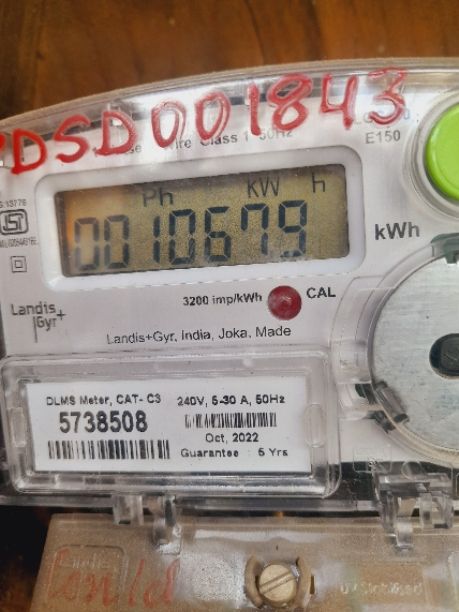 DSD001843
Class 1 50Hz
E150
Ph KW h
0010679
kWh
3200 imp/kWh CAL
Landis+
Gyr
Landis+Gyr, India, Joka, Made
DLMS Meter, CAT- C3 240V, 5-30 A, 50Hz
5738508
Oct, 2022
Guarantee : 5 Yrs